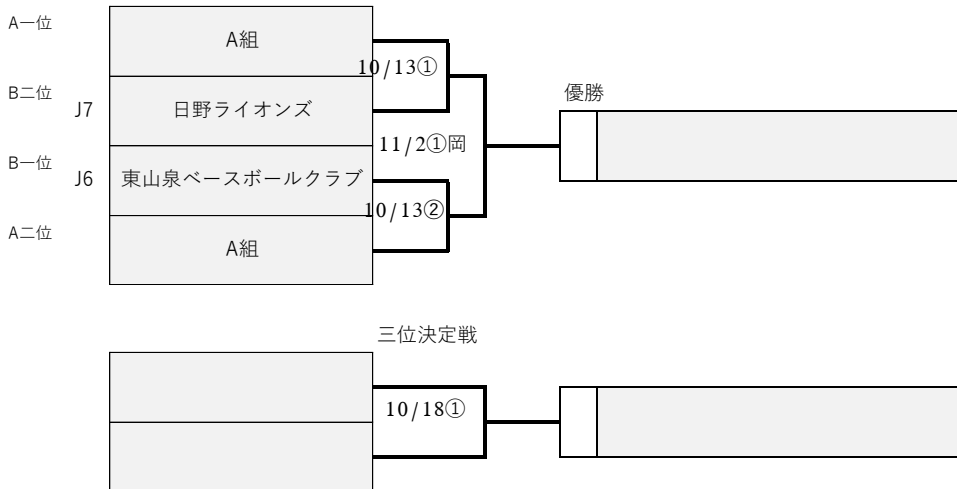 A一位
A組
10/13①
B二位
J7
日野ライオンズ
優勝
11/2①岡
B一位
J6
東山泉ベースボールクラブ
10/13②
A二位
A組
三位決定戦
10/18①